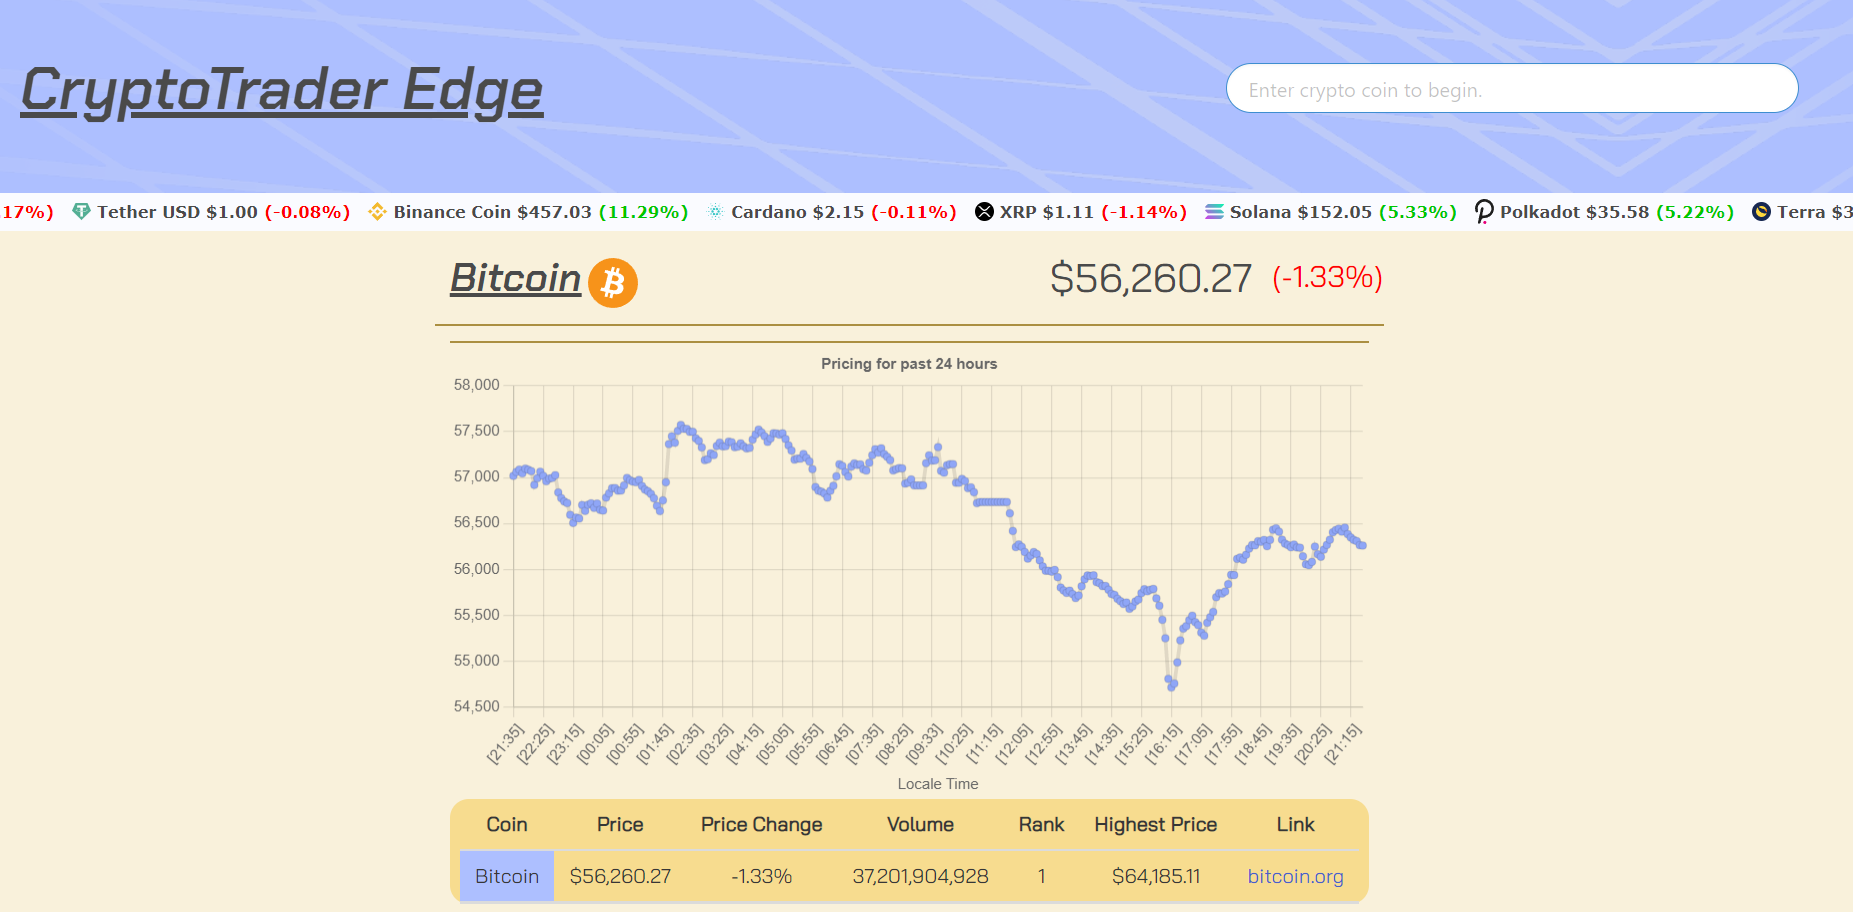 CryptoTrader Edge
Enter crypto coin to begin.
17%) Tether USD $1.00 (-0.08%) Binance Coin $457.03 (11.29%) Cardano $2.15 (-0.11%) XRP $1.11 (-1.14%) Solana $152.05 (5.33%) Polkadot $35.58 (5.22%) Terra $3
Bitcoin $56,260.27 (-1.33%)
Pricing for past 24 hours
58,000
57,500
57,000
56,500
56,000
55,500
55,000
54,500
[21:35] [22:25] [23:15] [00:05] [00:55] [01:45] [02:35] [03:25] [04:15] [05:05] [05:55] [06:45] [07:35] [08:25] [09:33] [10:25] [11:15] [12:05] [12:55] [13:45] [14:35] [15:25] [16:15] [17:05] [17:55] [18:45] [19:35] [20:25] [21:15]
Locale Time
Coin Price Price Change Volume Rank Highest Price Link
Bitcoin $56,260.27 -1.33% 37,201,904,928 1 $64,185.11 bitcoin.org